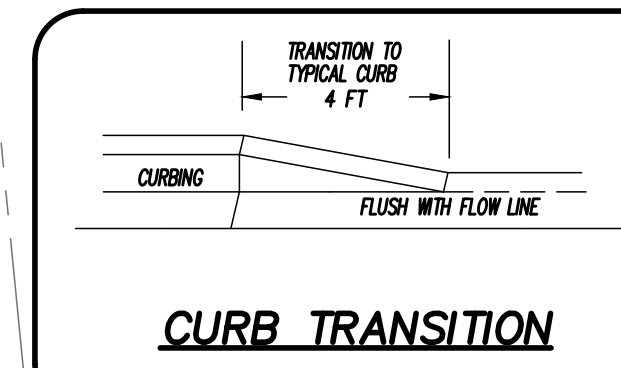 TRANSITION TO
TYPICAL CURB
4 FT
CURBING
FLUSH WITH FLOW LINE
CURB TRANSITION